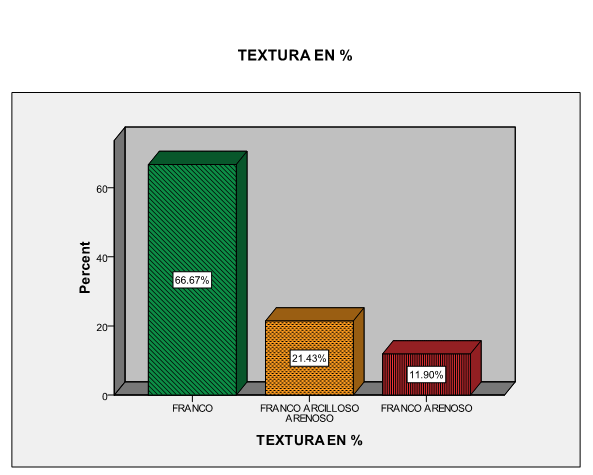 TEXTURA EN %
Percent
60
40
20
0
66.67%
21.43%
11.90%
FRANCO
FRANCO ARCILLOSO
ARENOSO
FRANCO ARENOSO
TEXTURA EN %